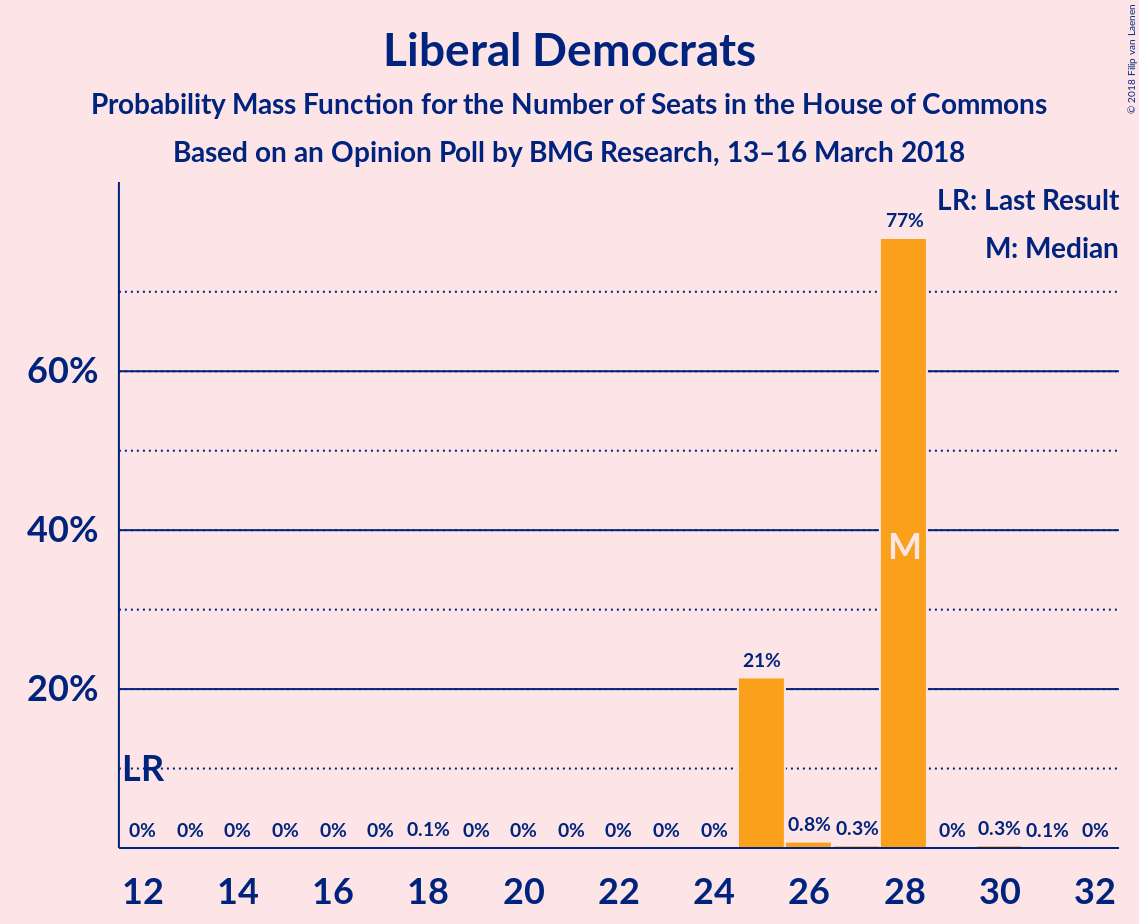 Liberal Democrats
Probability Mass Function for the Number of Seats in the House of Commons
Based on an Opinion Poll by BMG Research, 13–16 March 2018
© 2018 Filip van Laenen
LR: Last Result
M: Median
77%
60%
40%
M
21%
20%
LR
0% 0% 0% 0% 0% 0% 0.1% 0% 0% 0% 0% 0% 0% 0.8% 0.3% 0% 0.3% 0.1% 0%
12 14 16 18 20 22 24 26 28 30 32